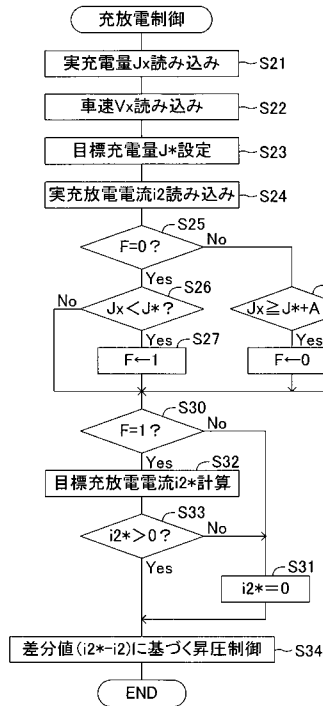 充放電制御
実充電量Jx読み込み S21
車速Vx読み込み S22
目標充電量J*設定 S23
実充放電電流i2読み込み S24
S25
F=0? No
Yes S26
No Jx<J*? Jx≧J*+A
Yes S27 Yes
F←1 F←0
S30
F=1? No
Yes S32
目標充放電電流i2*計算
S33
i2*>0? No
Yes S31
i2*=0
差分値(i2*-i2)に基づく昇圧制御 S34
END